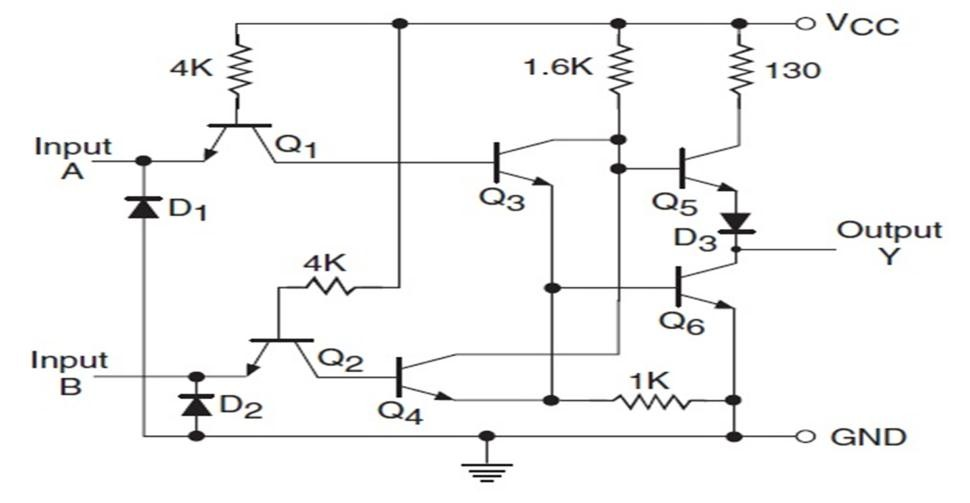 VCC
4K
1.6K
130
Input
A
Q1
Q3
D1
Q5
D3
Output
Y
4K
Q6
Input
B
Q2
1K
D2
Q4
GND